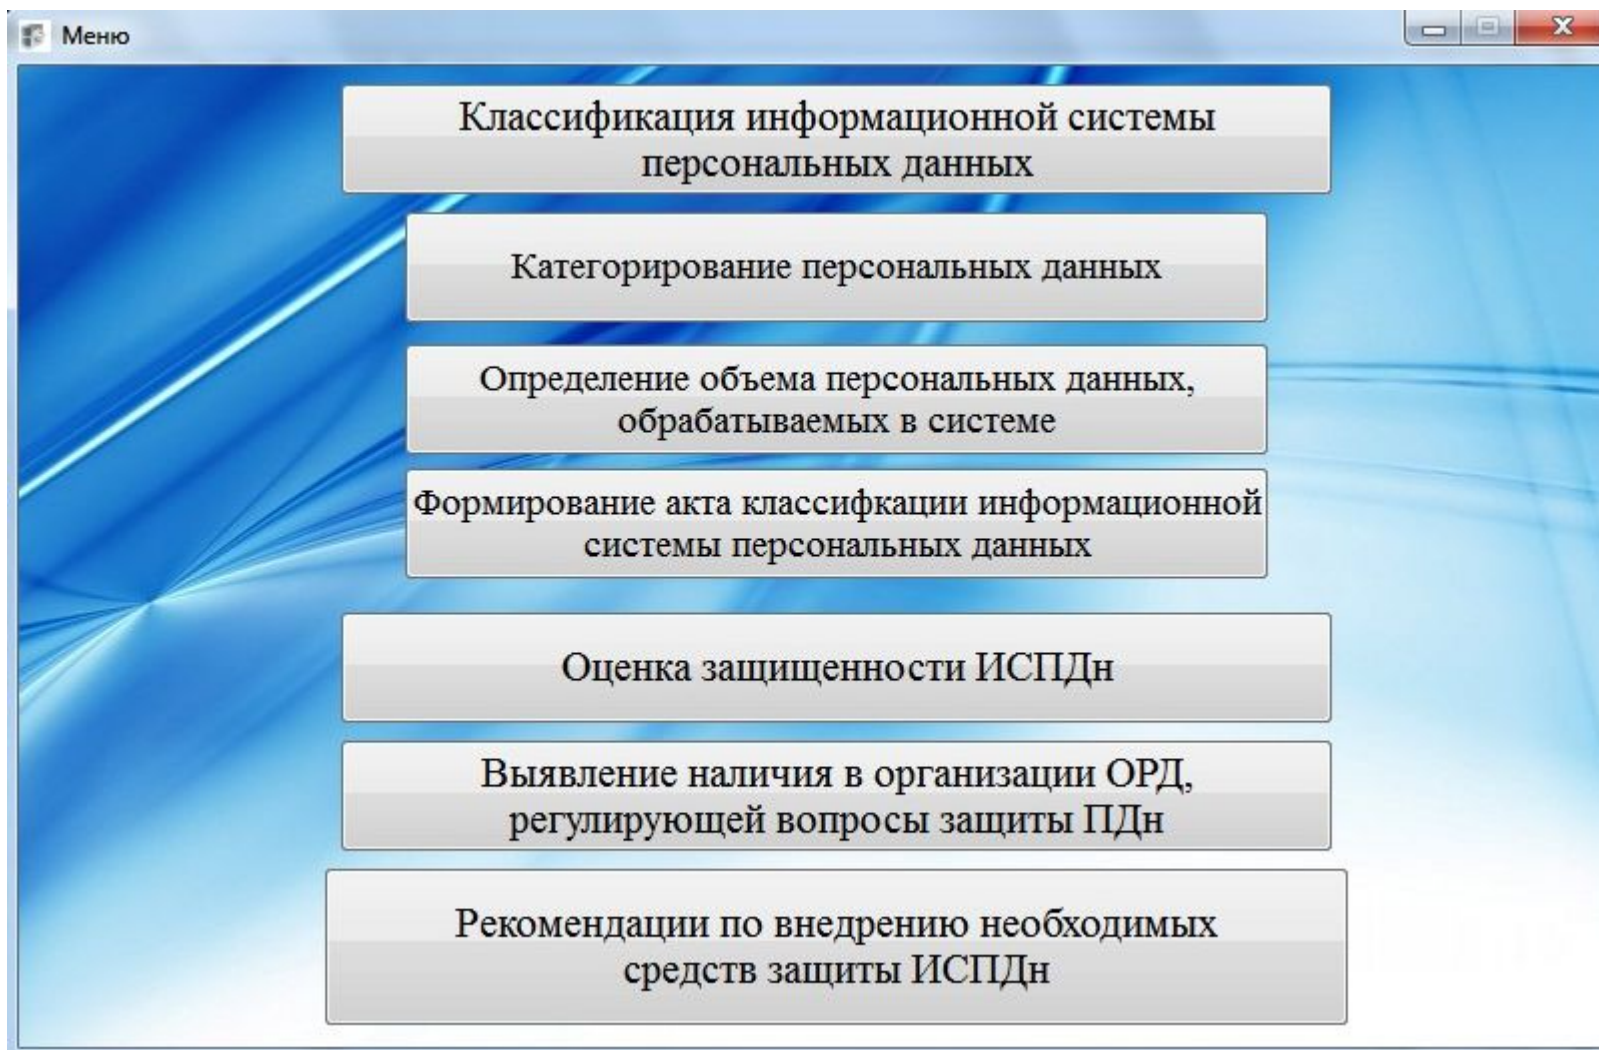 Меню
Классификация информационной системы
персональных данных
Категорирование персональных данных
Определение объема персональных данных,
обрабатываемых в системе
Формирование акта классифкации информационной
системы персональных данных
Оценка защищенности ИСПДн
Выявление наличия в организации ОРД,
регулирующей вопросы защиты ПДн
Рекомендации по внедрению необходимых
средств защиты ИСПДн